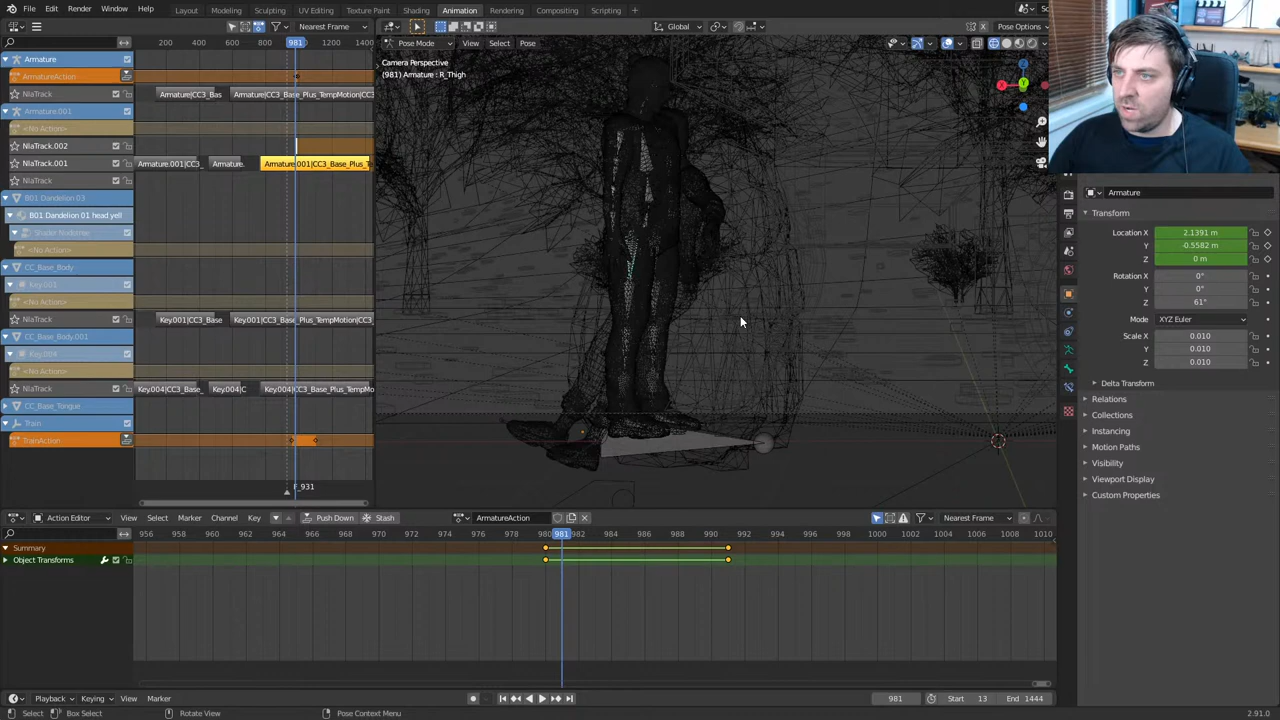 File Edit Render Window Help
Layout Modeling Sculpting UV Editing Texture Paint Shading Animation Rendering Compositing Scripting
Nearest Frame
Global
Pose Options
200 400 600 800 981 1200 1400
Pose Mode View Select Pose
Camera Perspective
(981) Armature : R_Thigh
Armature
ArmatureAction
NlaTrack
Armature|CC3_Bas
Armature|CC3_Base_Plus_TempMotion|CC3
Armature.001
<No Action>
NlaTrack.002
NlaTrack.001
Armature.001|CC3_
Armature.
Armature.001|CC3_Base_Plus_T
NlaTrack
B01 Dandelion 03
B01 Dandelion 01 head yell
Shader Nodetree
<No Action>
CC_Base_Body
Key.001
<No Action>
NlaTrack
Key.001|CC3_Base
Key.001|CC3_Base_Plus_TempMotion|CC3
CC_Base_Body.001
Key.004
<No Action>
NlaTrack
Key.004|CC3_Base_
Key.004|C
Key.004|CC3_Base_Plus_TempMo
CC_Base_Tongue
Train
TrainAction
F_931
Armature
Transform
Location X 2.1391 m
Y -0.5582 m
Z 0 m
Rotation X 0°
Y 0°
Z 61°
Mode XYZ Euler
Scale X 0.010
Y 0.010
Z 0.010
Delta Transform
Relations
Collections
Instancing
Motion Paths
Visibility
Viewport Display
Custom Properties
Action Editor View Select Marker Channel Key Push Down Stash ArmatureAction Nearest Frame
956 958 960 962 964 966 968 970 972 974 976 978 980 981 982 984 986 988 990 992 994 996 998 1000 1002 1004 1006 1008 1010
Summary
Object Transforms
Playback Keying View Marker 981 Start 13 End 1444
Select Box Select Rotate View Pose Context Menu 2.91.0